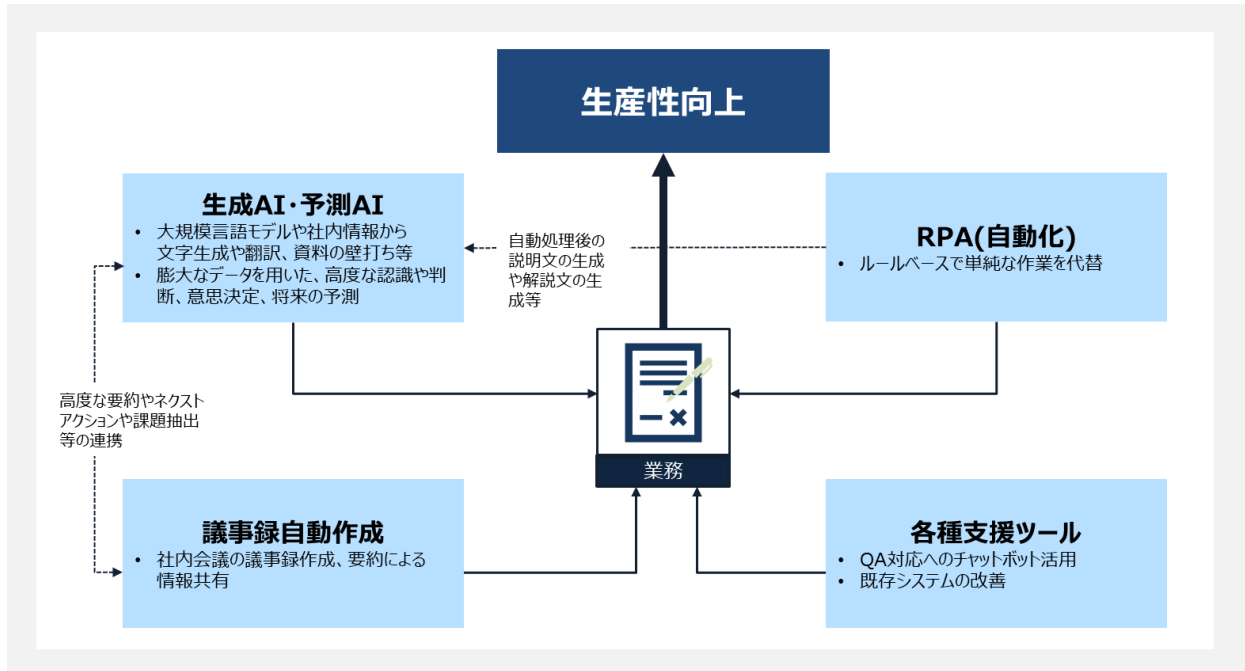 生産性向上
生成AI・予測AI
• 大規模言語モデルや社内情報から
文字生成や翻訳、資料の壁打ち等
• 膨大なデータを用いた、高度な認識や判
断、意思決定、将来の予測
自動処理後の
説明文の生成
や解説文の生
成等
RPA(自動化)
• ルールベースで単純な作業を代替
高度な要約やネクスト
アクションや課題抽出
等の連携
業務
議事録自動作成
• 社内会議の議事録作成、要約による
情報共有
各種支援ツール
• QA対応へのチャットボット活用
• 既存システムの改善